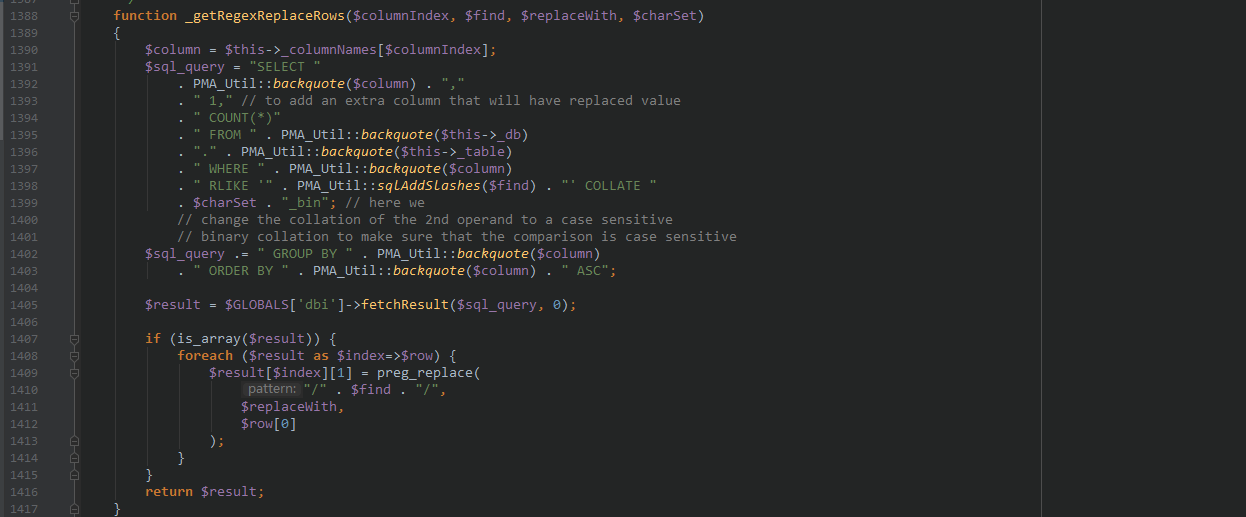 1387 */
1388 function _getRegexReplaceRows($columnIndex, $find, $replaceWith, $charSet)
1389 {
1390 $column = $this->_columnNames[$columnIndex];
1391 $sql_query = "SELECT "
1392 . PMA_Util::backquote($column) . ","
1393 . " 1," // to add an extra column that will have replaced value
1394 . " COUNT(*)"
1395 . " FROM " . PMA_Util::backquote($this->_db)
1396 . "." . PMA_Util::backquote($this->_table)
1397 . " WHERE " . PMA_Util::backquote($column)
1398 . " RLIKE '" . PMA_Util::sqlAddSlashes($find) . "' COLLATE "
1399 . $charSet . "_bin"; // here we
1400 // change the collation of the 2nd operand to a case sensitive
1401 // binary collation to make sure that the comparison is case sensitive
1402 $sql_query .= " GROUP BY " . PMA_Util::backquote($column)
1403 . " ORDER BY " . PMA_Util::backquote($column) . " ASC";
1404
1405 $result = $GLOBALS['dbi']->fetchResult($sql_query, 0);
1406
1407 if (is_array($result)) {
1408 foreach ($result as $index=>$row) {
1409 $result[$index][1] = preg_replace(
1410 pattern: "/" . $find . "/",
1411 $replaceWith,
1412 $row[0]
1413 );
1414 }
1415 }
1416 return $result;
1417 }